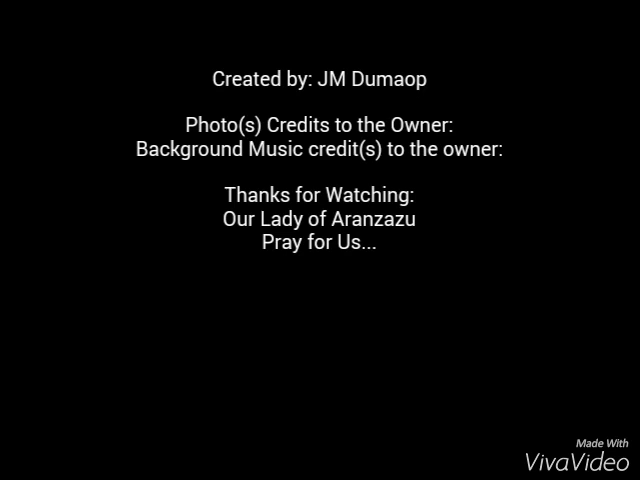 Created by: JM Dumaop
Photo(s) Credits to the Owner:
Background Music credit(s) to the owner:
Thanks for Watching:
Our Lady of Aranzazu
Pray for Us...
Made With
VivaVideo